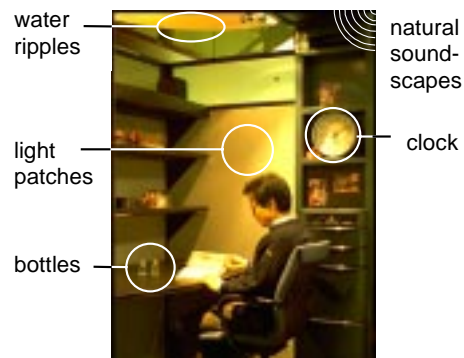 water
ripples
natural
sound-
scapes
clock
light
patches
bottles